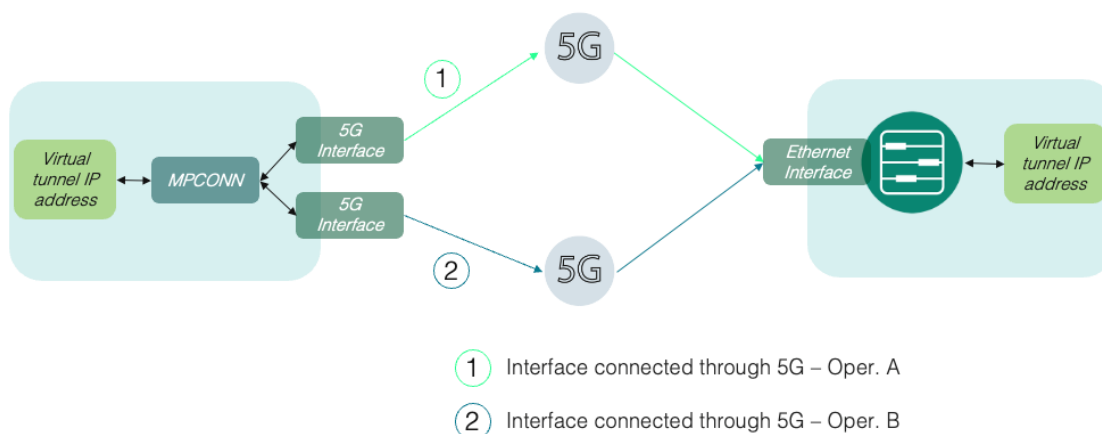 5G
1
5G
Interface
Virtual
tunnel IP
address
MPCONN
Ethernet
Interface
Virtual
tunnel IP
address
5G
Interface
2
5G
1 Interface connected through 5G – Oper. A
2 Interface connected through 5G – Oper. B